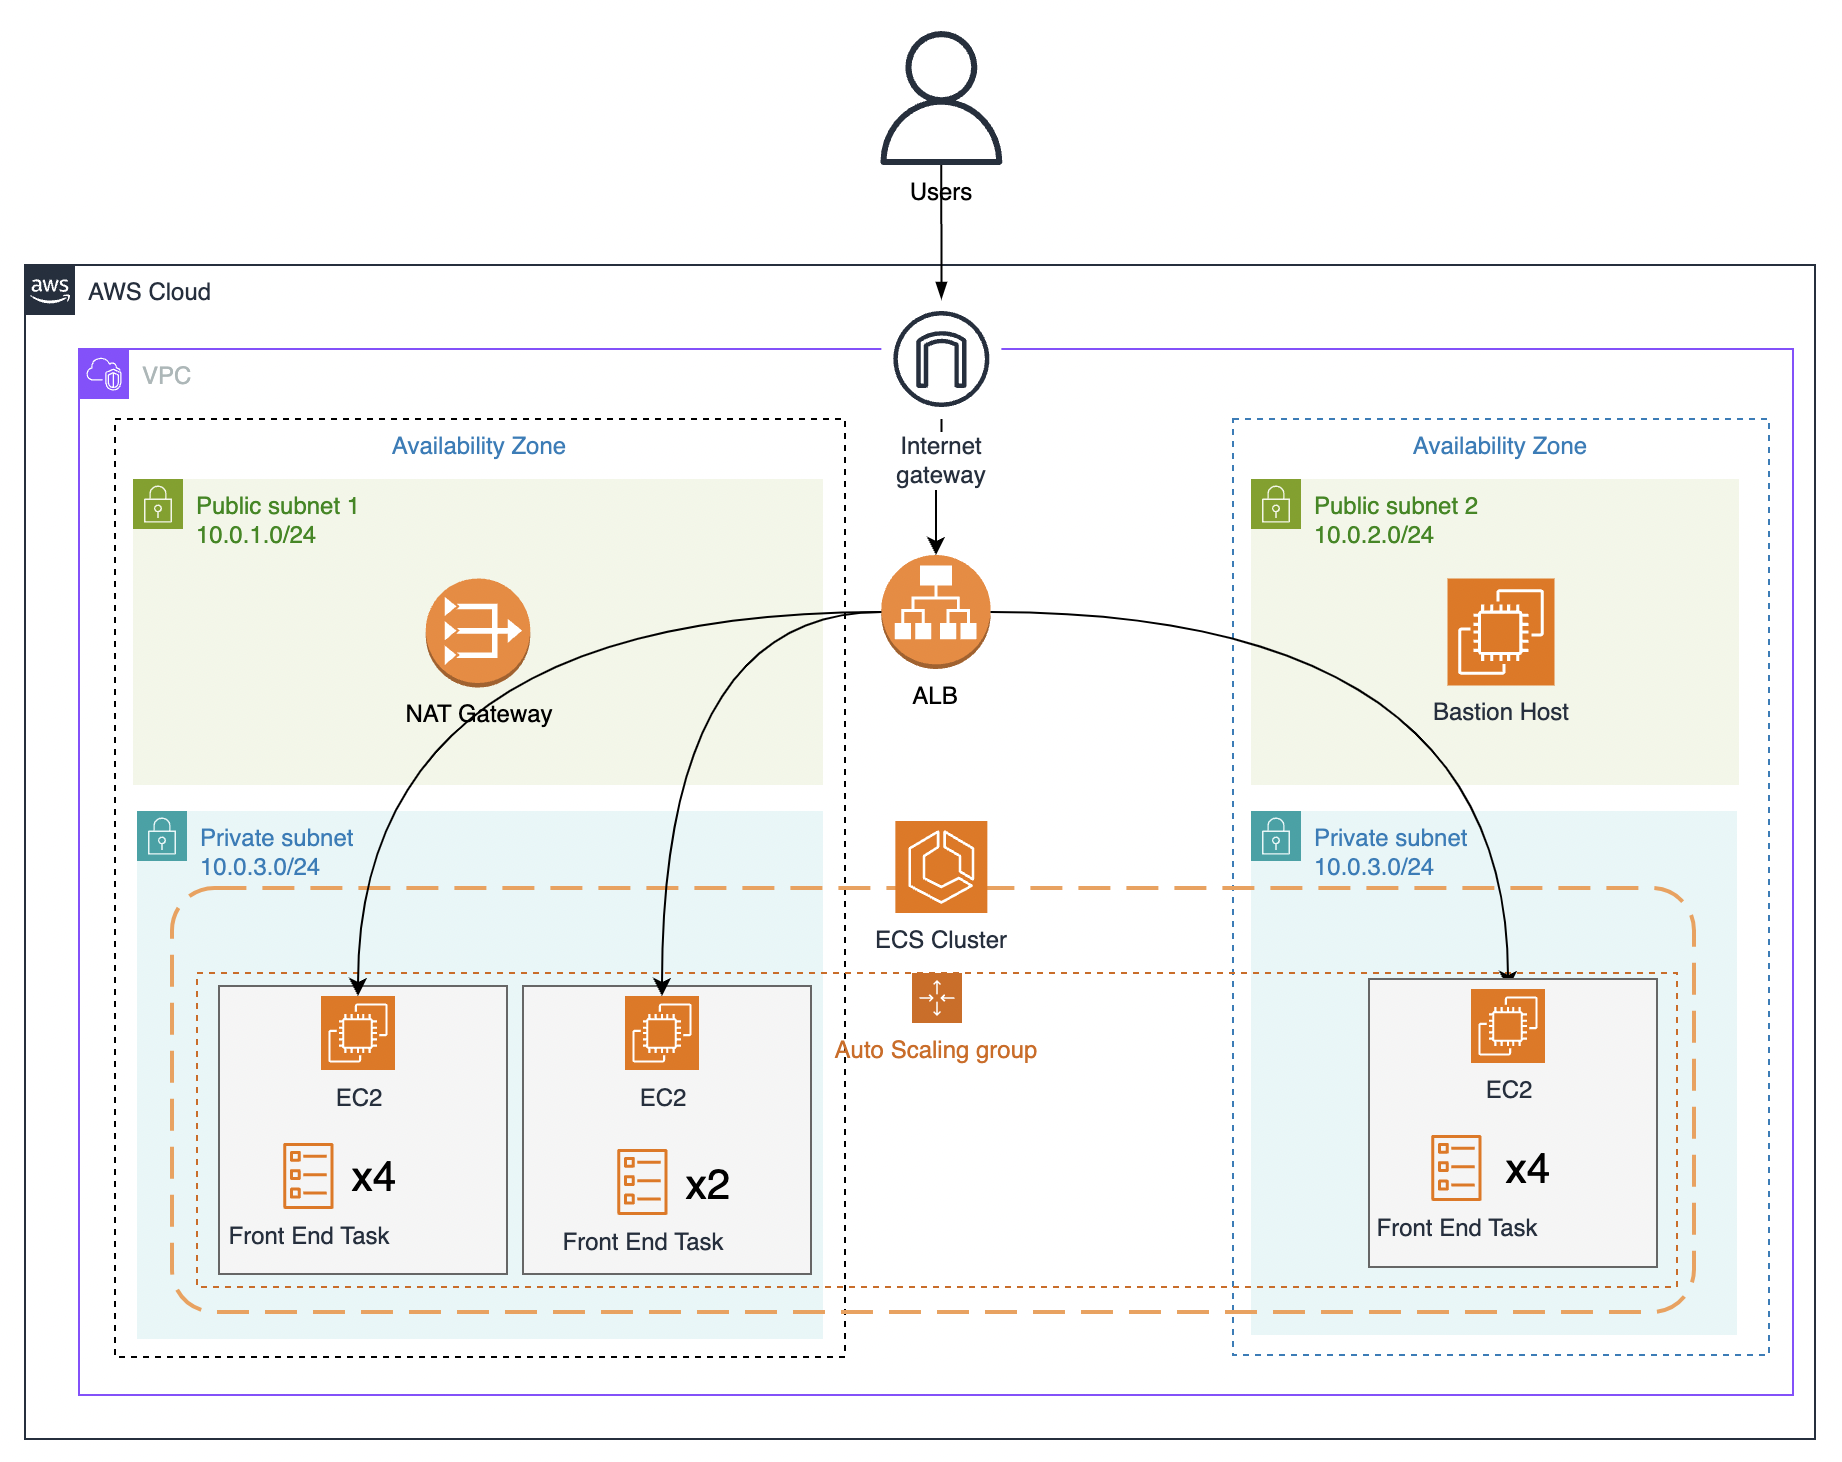 Users
aws
AWS Cloud
VPC
Availability Zone
Internet
gateway
Availability Zone
Public subnet 1
10.0.1.0/24
Public subnet 2
10.0.2.0/24
NAT Gateway
ALB
Bastion Host
Private subnet
10.0.3.0/24
Private subnet
10.0.3.0/24
ECS Cluster
Auto Scaling group
EC2
EC2
EC2
x4
x2
x4
Front End Task
Front End Task
Front End Task